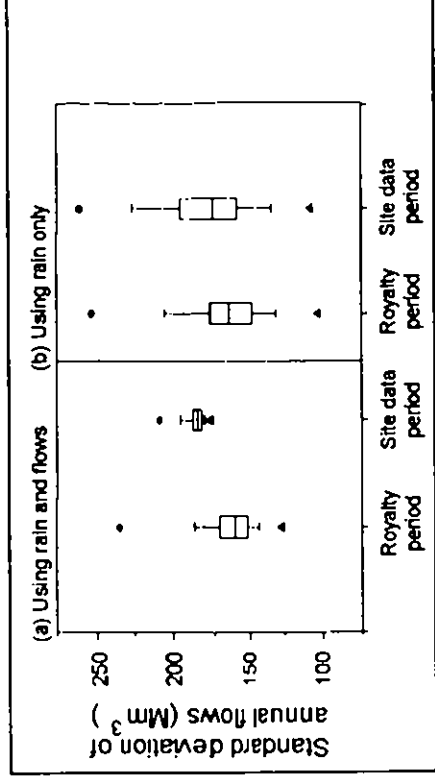 (a) Using rain and flows
(b) Using rain only
Standard deviation of
annual flows (Mm³)
250
200
150
100
Royalty
period
Site data
period
Royalty
period
Site data
period